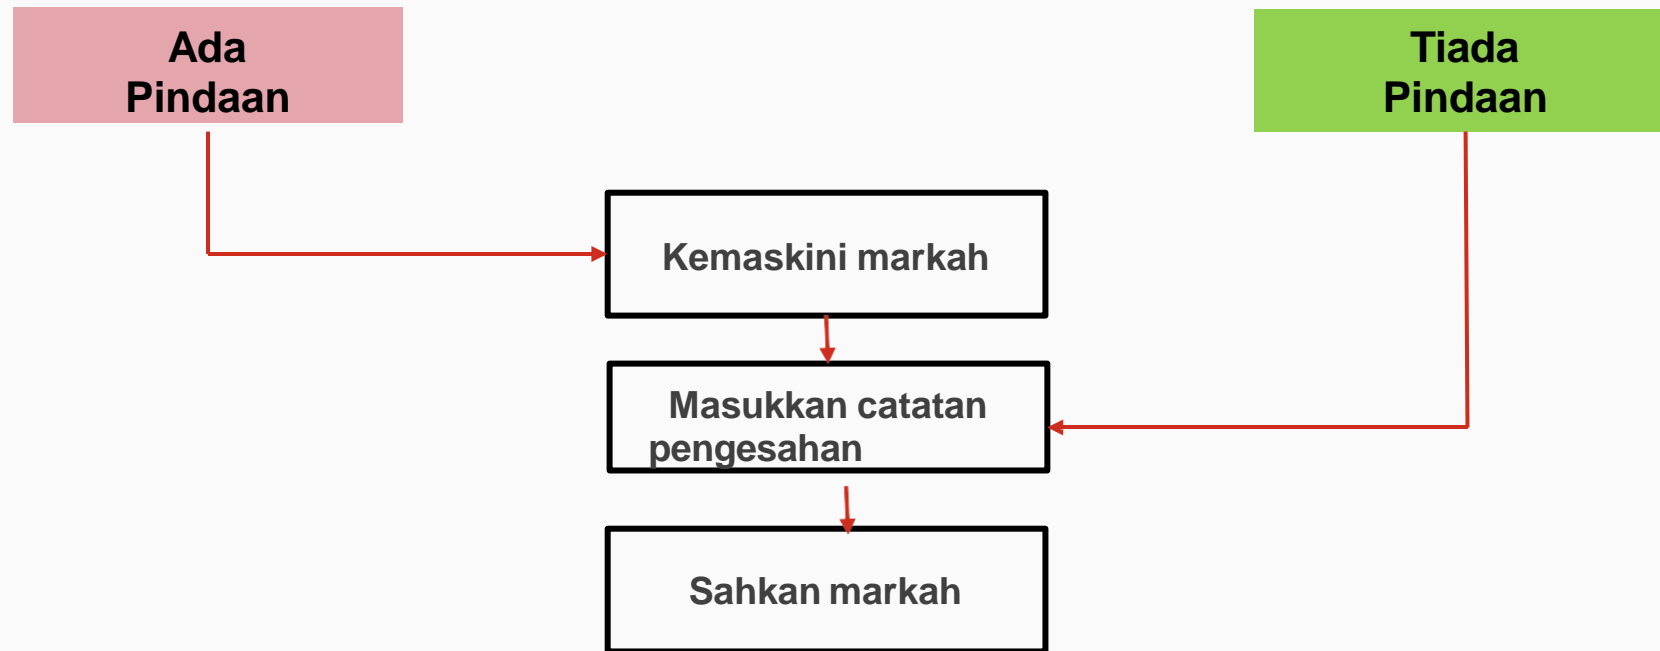 Ada
Pindaan
Tiada
Pindaan
Kemaskini markah
Masukkan catatan
pengesahan
Sahkan markah